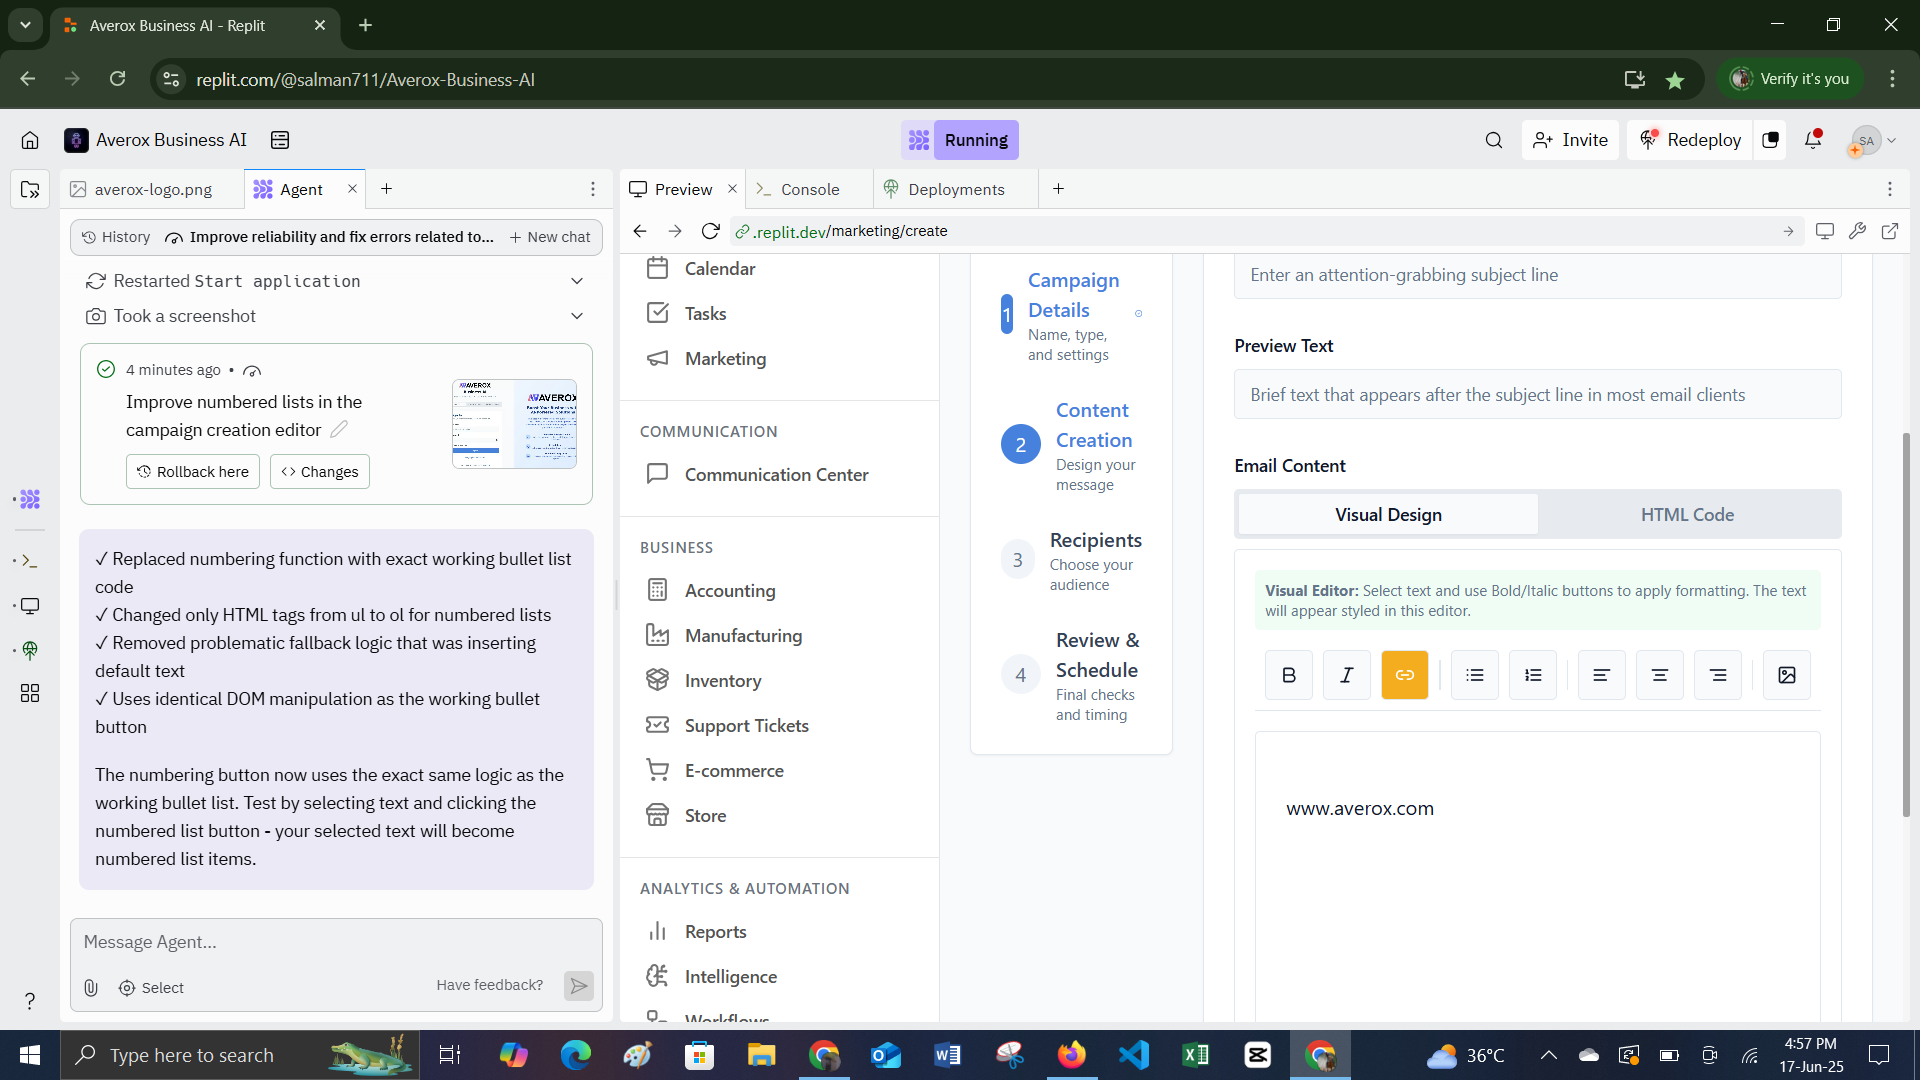 Averox Business AI - Replit
replit.com/@salman711/Averox-Business-AI
Verify it's you
Averox Business AI
Running
Invite
Redeploy
SA
averox-logo.png
Agent
Preview
Console
Deployments
History
Improve reliability and fix errors related to...
New chat
.replit.dev/marketing/create
Restarted Start application
Took a screenshot
4 minutes ago •
Improve numbered lists in the
campaign creation editor
Rollback here
Changes
AVEROX
AVEROX
✓ Replaced numbering function with exact working bullet list
code
✓ Changed only HTML tags from ul to ol for numbered lists
✓ Removed problematic fallback logic that was inserting
default text
✓ Uses identical DOM manipulation as the working bullet
button
The numbering button now uses the exact same logic as the
working bullet list. Test by selecting text and clicking the
numbered list button - your selected text will become
numbered list items.
Message Agent...
Select
Have feedback?
Calendar
Tasks
Marketing
COMMUNICATION
Communication Center
BUSINESS
Accounting
Manufacturing
Inventory
Support Tickets
E-commerce
Store
ANALYTICS & AUTOMATION
Reports
Intelligence
Workflows
1
Campaign
Details
Name, type,
and settings
2
Content
Creation
Design your
message
3
Recipients
Choose your
audience
4
Review &
Schedule
Final checks
and timing
Enter an attention-grabbing subject line
Preview Text
Brief text that appears after the subject line in most email clients
Email Content
Visual Design
HTML Code
Visual Editor: Select text and use Bold/Italic buttons to apply formatting. The text
will appear styled in this editor.
www.averox.com
Type here to search
36°C
4:57 PM
17-Jun-25